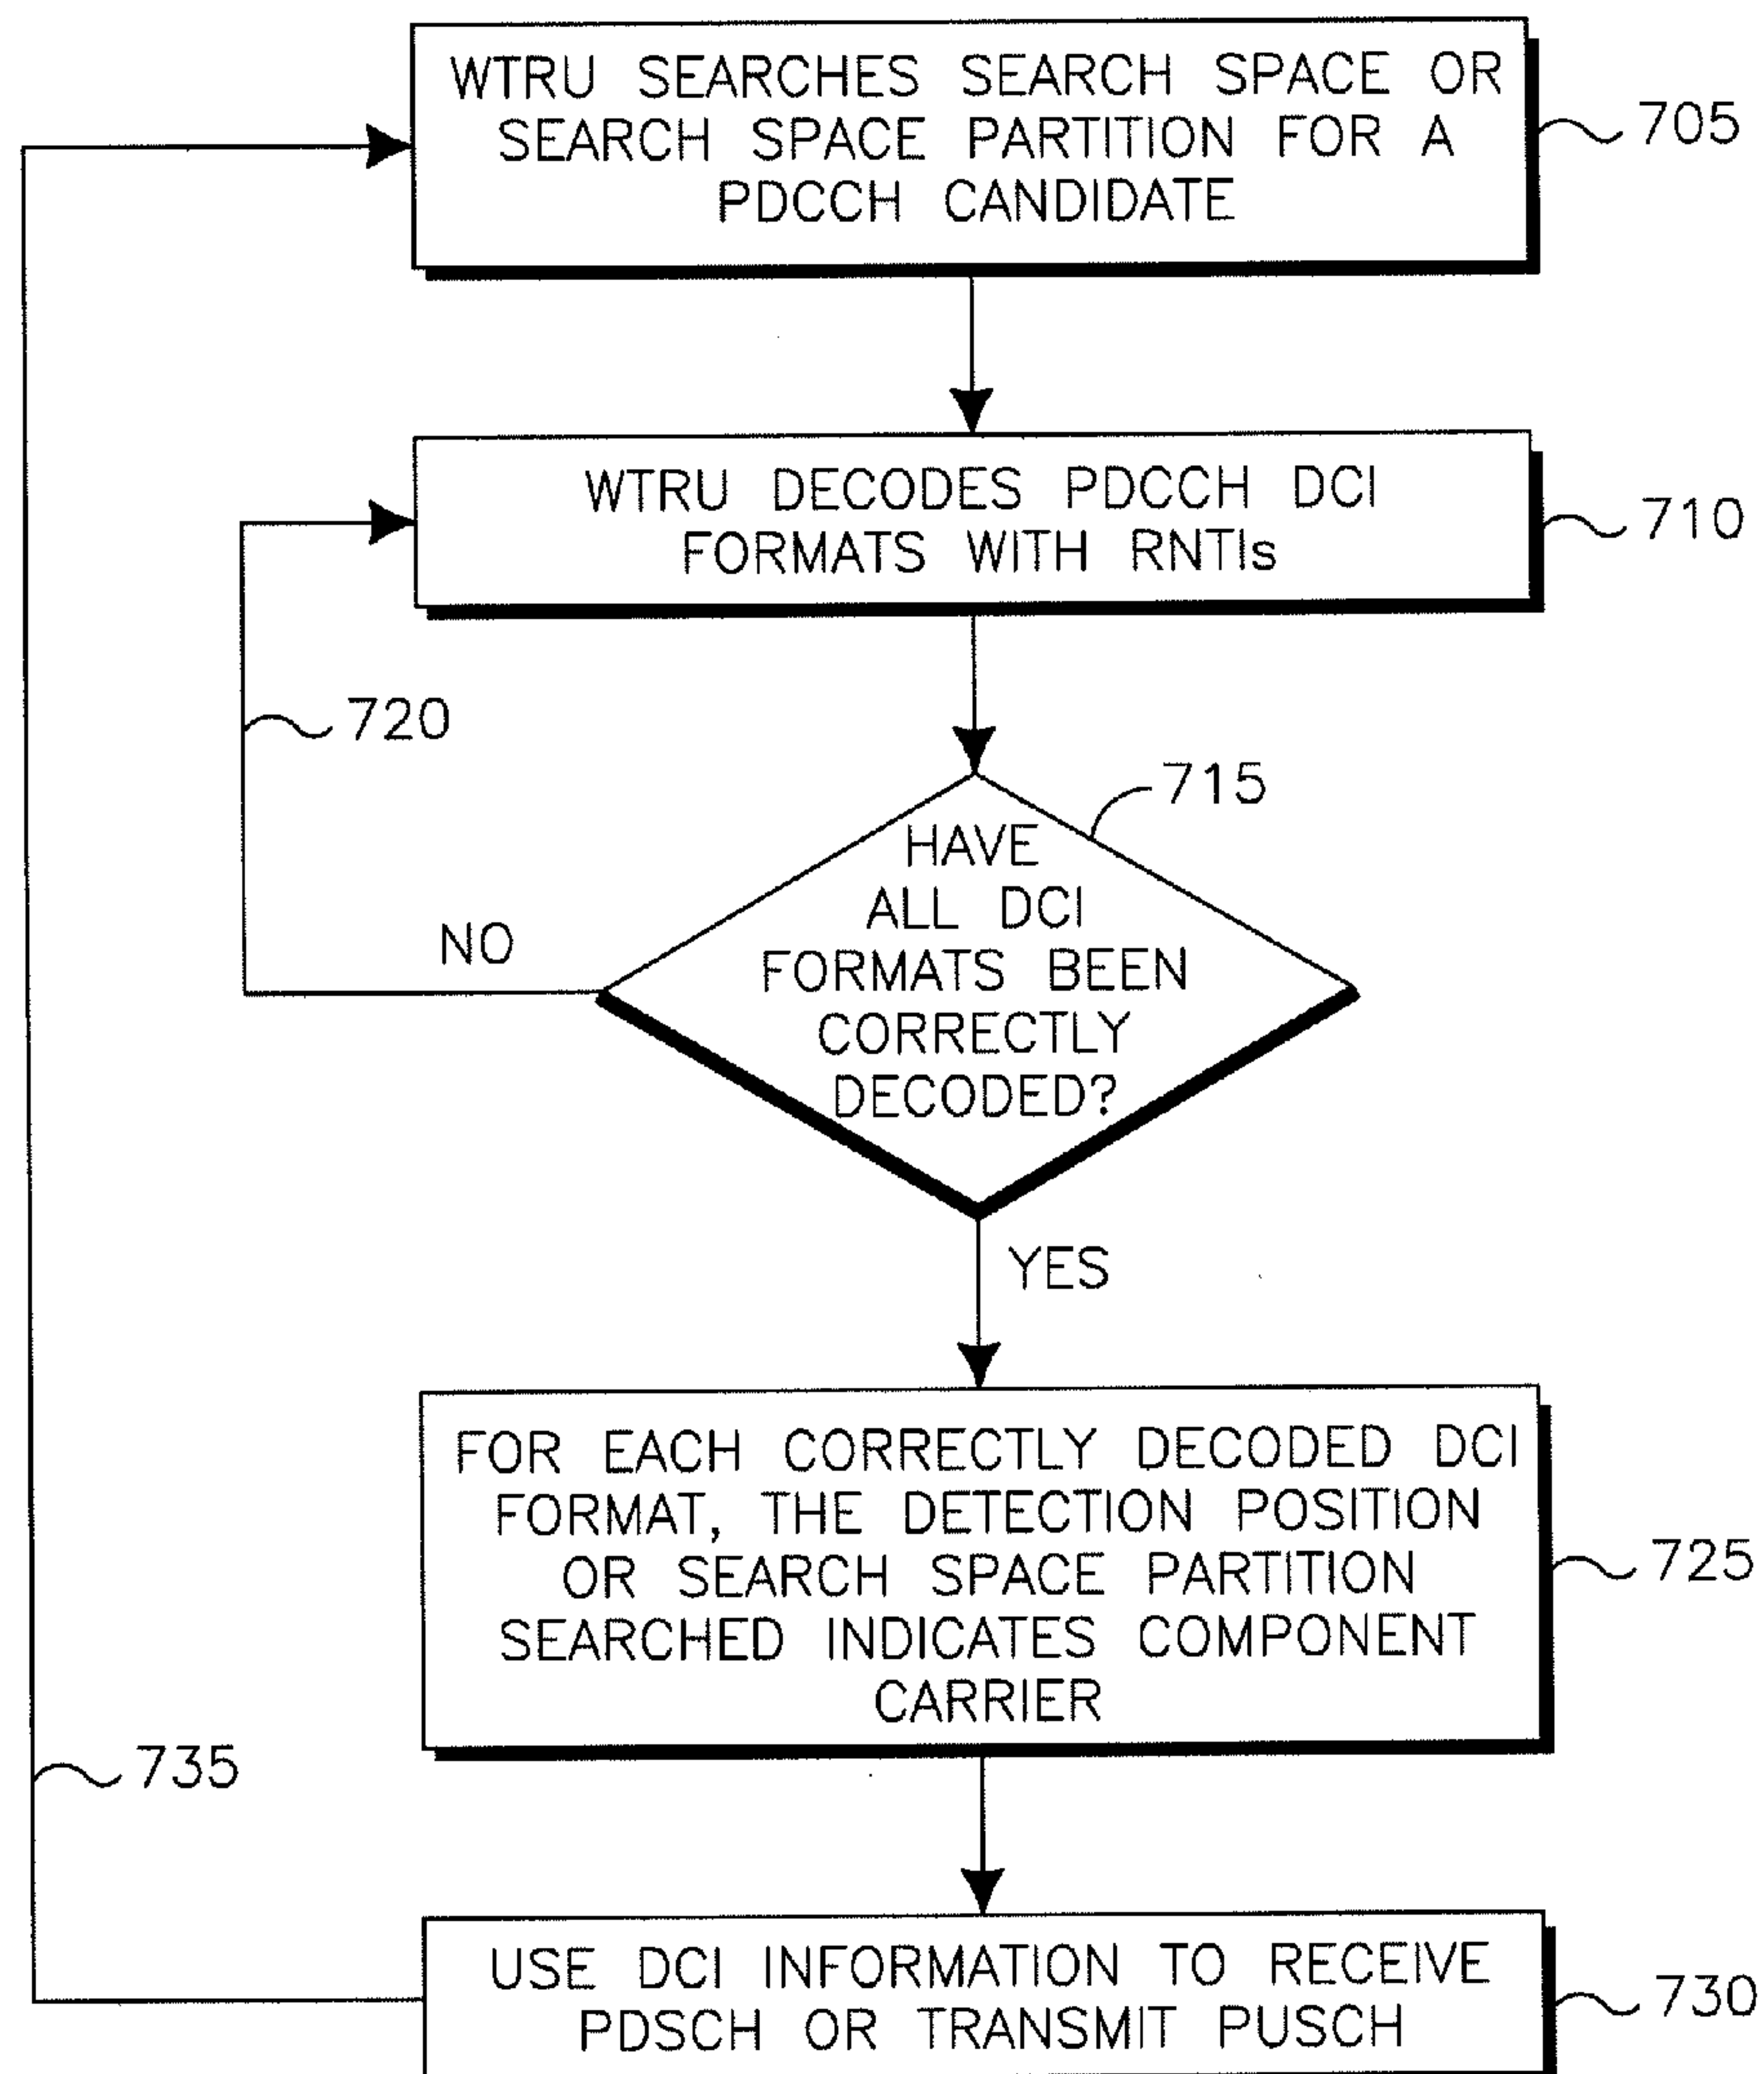 WTRU SEARCHES SEARCH SPACE OR
SEARCH SPACE PARTITION FOR A
PDCCH CANDIDATE
705
WTRU DECODES PDCCH DCI
FORMATS WITH RNTIs
710
720
715
HAVE
ALL DCI
FORMATS BEEN
CORRECTLY
DECODED?
NO
YES
FOR EACH CORRECTLY DECODED DCI
FORMAT, THE DETECTION POSITION
OR SEARCH SPACE PARTITION
SEARCHED INDICATES COMPONENT
CARRIER
725
735
USE DCI INFORMATION TO RECEIVE
PDSCH OR TRANSMIT PUSCH
730